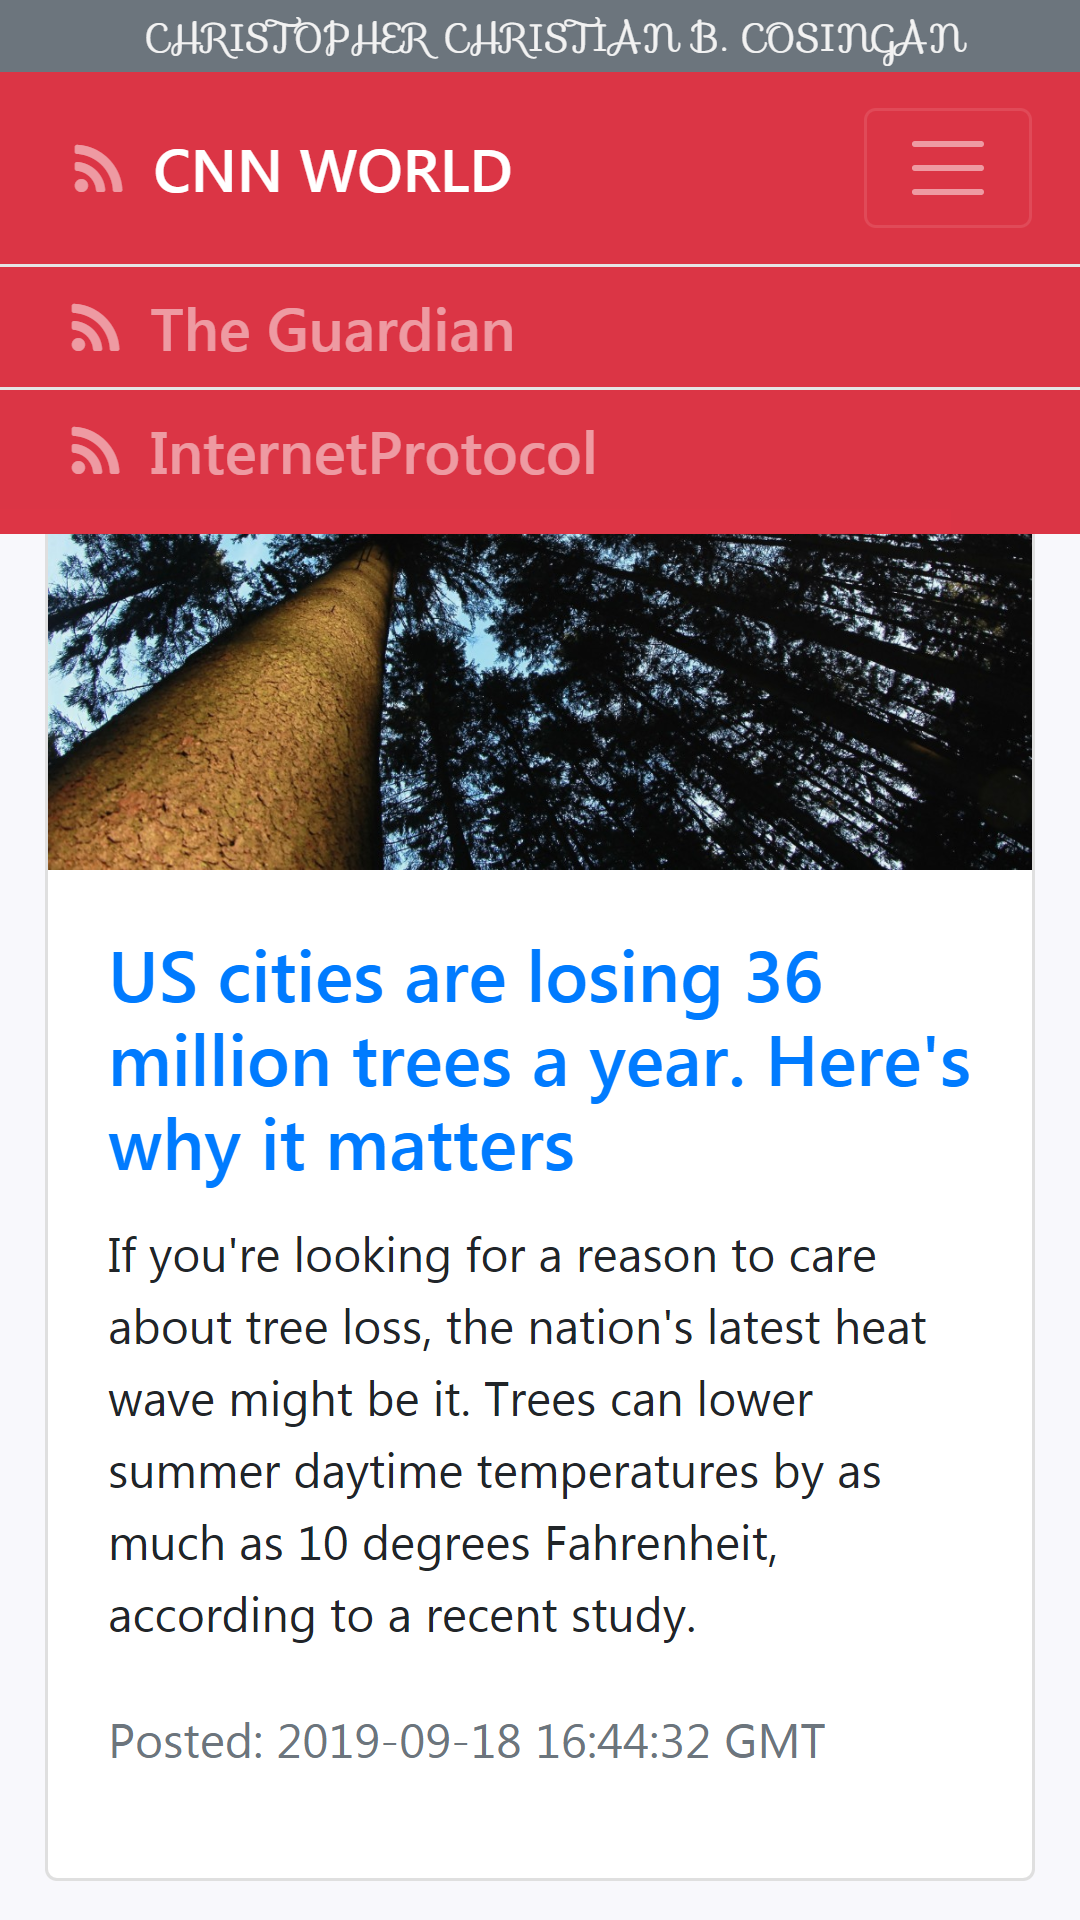 CHRISTOPHER CHRISTIAN B. COSINGAN
CNN WORLD
The Guardian
InternetProtocol
US cities are losing 36
million trees a year. Here's
why it matters
If you're looking for a reason to care
about tree loss, the nation's latest heat
wave might be it. Trees can lower
summer daytime temperatures by as
much as 10 degrees Fahrenheit,
according to a recent study.
Posted: 2019-09-18 16:44:32 GMT